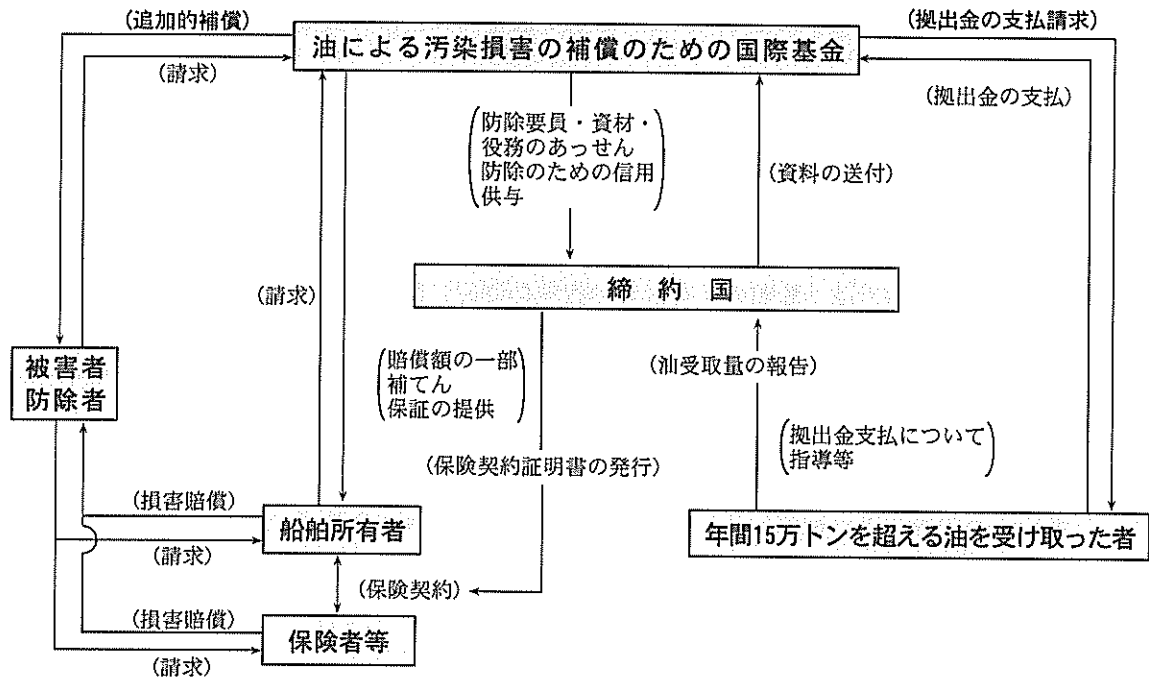 (追加的補償)
(拠出金の支払請求)
油による汚染損害の補償のための国際基金
(請求)
(拠出金の支払)
防除要員・資材・
役務のあっせん
防除のための信用
供与
(資料の送付)
(請求)
締約国
被害者
防除者
賠償額の一部
補てん
保証の提供
(油受取量の報告)
拠出金支払について
指導等
(保険契約証明書の発行)
(損害賠償)
船舶所有者
年間15万トンを超える油を受け取った者
(請求)
(保険契約)
(損害賠償)
保険者等
(請求)